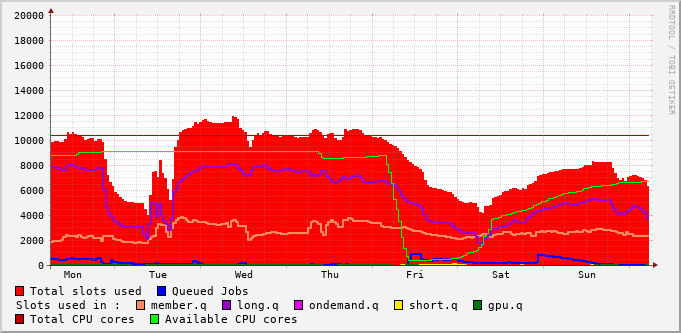 20000
18000
16000
14000
12000
10000
8000
6000
4000
2000
0
Mon Tue Wed Thu Fri Sat Sun
RRDTOOL / TOBI OETIKER
Total slots used Queued Jobs
Slots used in : member.q long.q ondemand.q short.q gpu.q
Total CPU cores Available CPU cores